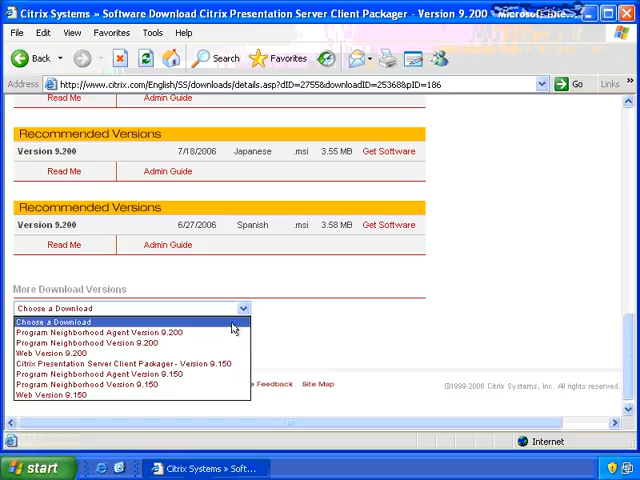 Citrix Systems » Software Download Citrix Presentation Server Client Packager - Version 9.200 - Microsoft Inte...
File Edit View Favorites Tools Help
Back Search Favorites
Address http://www.citrix.com/English/SS/downloads/details.asp?dID=2755&downloadID=25368&pID=186 Go Links »
Read Me Admin Guide
Recommended Versions
Version 9.200 7/18/2006 Japanese .msi 3.55 MB Get Software
Read Me Admin Guide
Recommended Versions
Version 9.200 6/27/2006 Spanish .msi 3.58 MB Get Software
Read Me Admin Guide
More Download Versions
Choose a Download
Choose a Download
Program Neighborhood Agent Version 9.200
Program Neighborhood Version 9.200
Web Version 9.200
Citrix Presentation Server Client Packager - Version 9.150
Program Neighborhood Agent Version 9.150
Program Neighborhood Version 9.150
Web Version 9.150
Feedback Site Map ©1999-2006 Citrix Systems, Inc. All rights reserved.
Internet
start Citrix Systems » Soft...